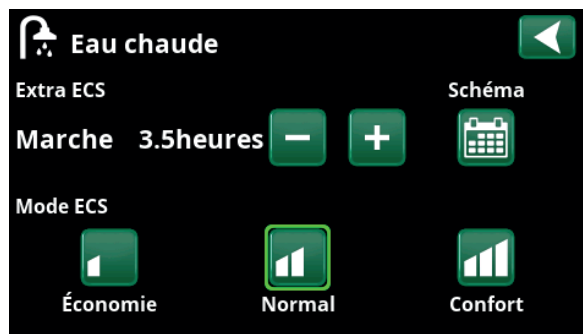 Eau chaude
Extra ECS Schéma
Marche 3.5heures
Mode ECS
Économie Normal Confort